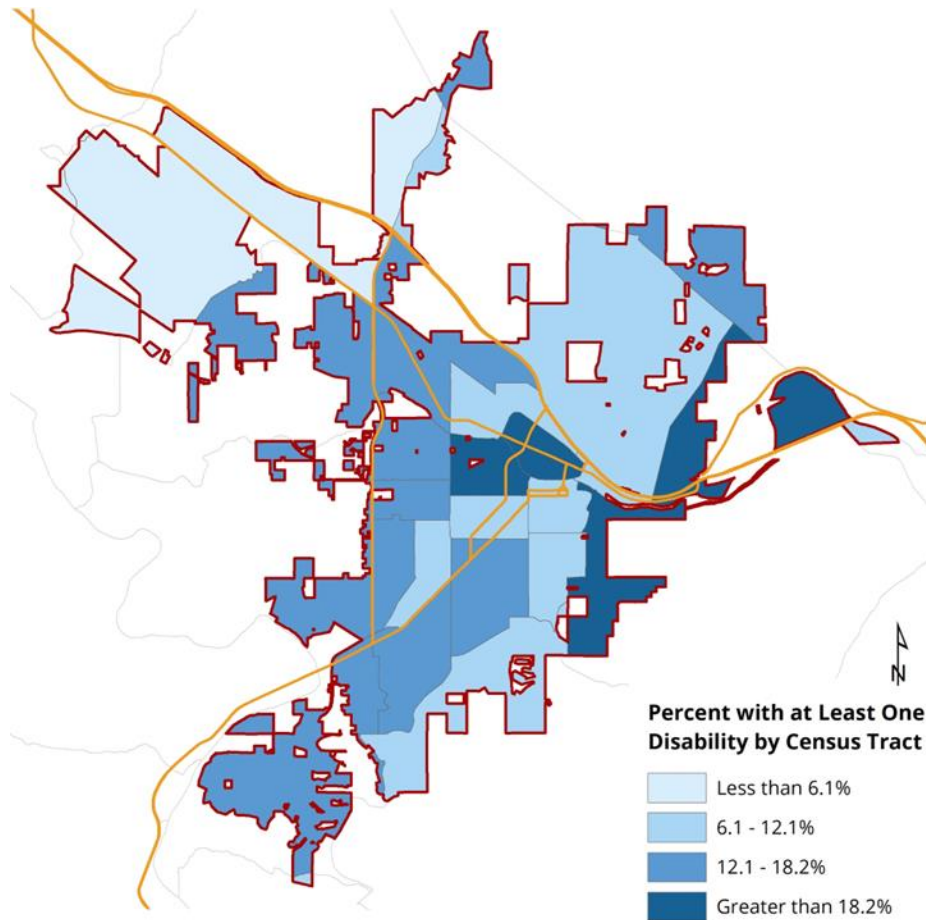 N
Percent with at Least One
Disability by Census Tract
Less than 6.1%
6.1 - 12.1%
12.1 - 18.2%
Greater than 18.2%